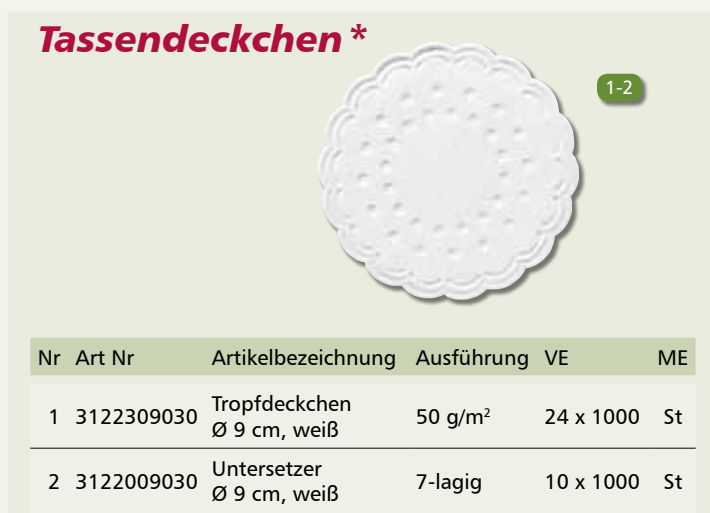 Tassendeckchen *
1-2
Nr Art Nr Artikelbezeichnung Ausführung VE ME
1 3122309030 Tropfdeckchen Ø 9 cm, weiß 50 g/m² 24 x 1000 St
2 3122009030 Untersetzer Ø 9 cm, weiß 7-lagig 10 x 1000 St